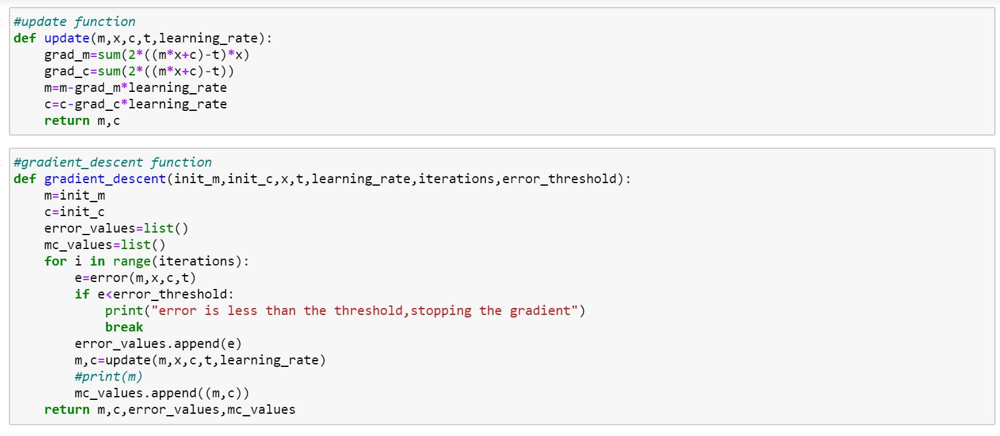 #update function
def update(m,x,c,t,learning_rate):
    grad_m=sum(2*((m*x+c)-t)*x)
    grad_c=sum(2*((m*x+c)-t))
    m=m-grad_m*learning_rate
    c=c-grad_c*learning_rate
    return m,c
#gradient_descent function
def gradient_descent(init_m,init_c,x,t,learning_rate,iterations,error_threshold):
    m=init_m
    c=init_c
    error_values=list()
    mc_values=list()
    for i in range(iterations):
        e=error(m,x,c,t)
        if e<error_threshold:
            print("error is less than the threshold,stopping the gradient")
            break
        error_values.append(e)
        m,c=update(m,x,c,t,learning_rate)
        #print(m)
        mc_values.append((m,c))
    return m,c,error_values,mc_values